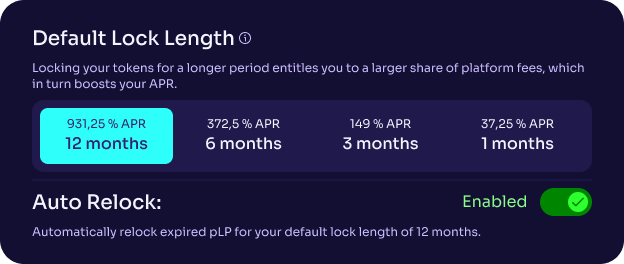 Default Lock Length
Locking your tokens for a longer period entitles you to a larger share of platform fees, which
in turn boosts your APR.
931,25 % APR
12 months
372,5 % APR
6 months
149 % APR
3 months
37,25 % APR
1 months
Auto Relock:
Enabled
Automatically relock expired pLP for your default lock length of 12 months.